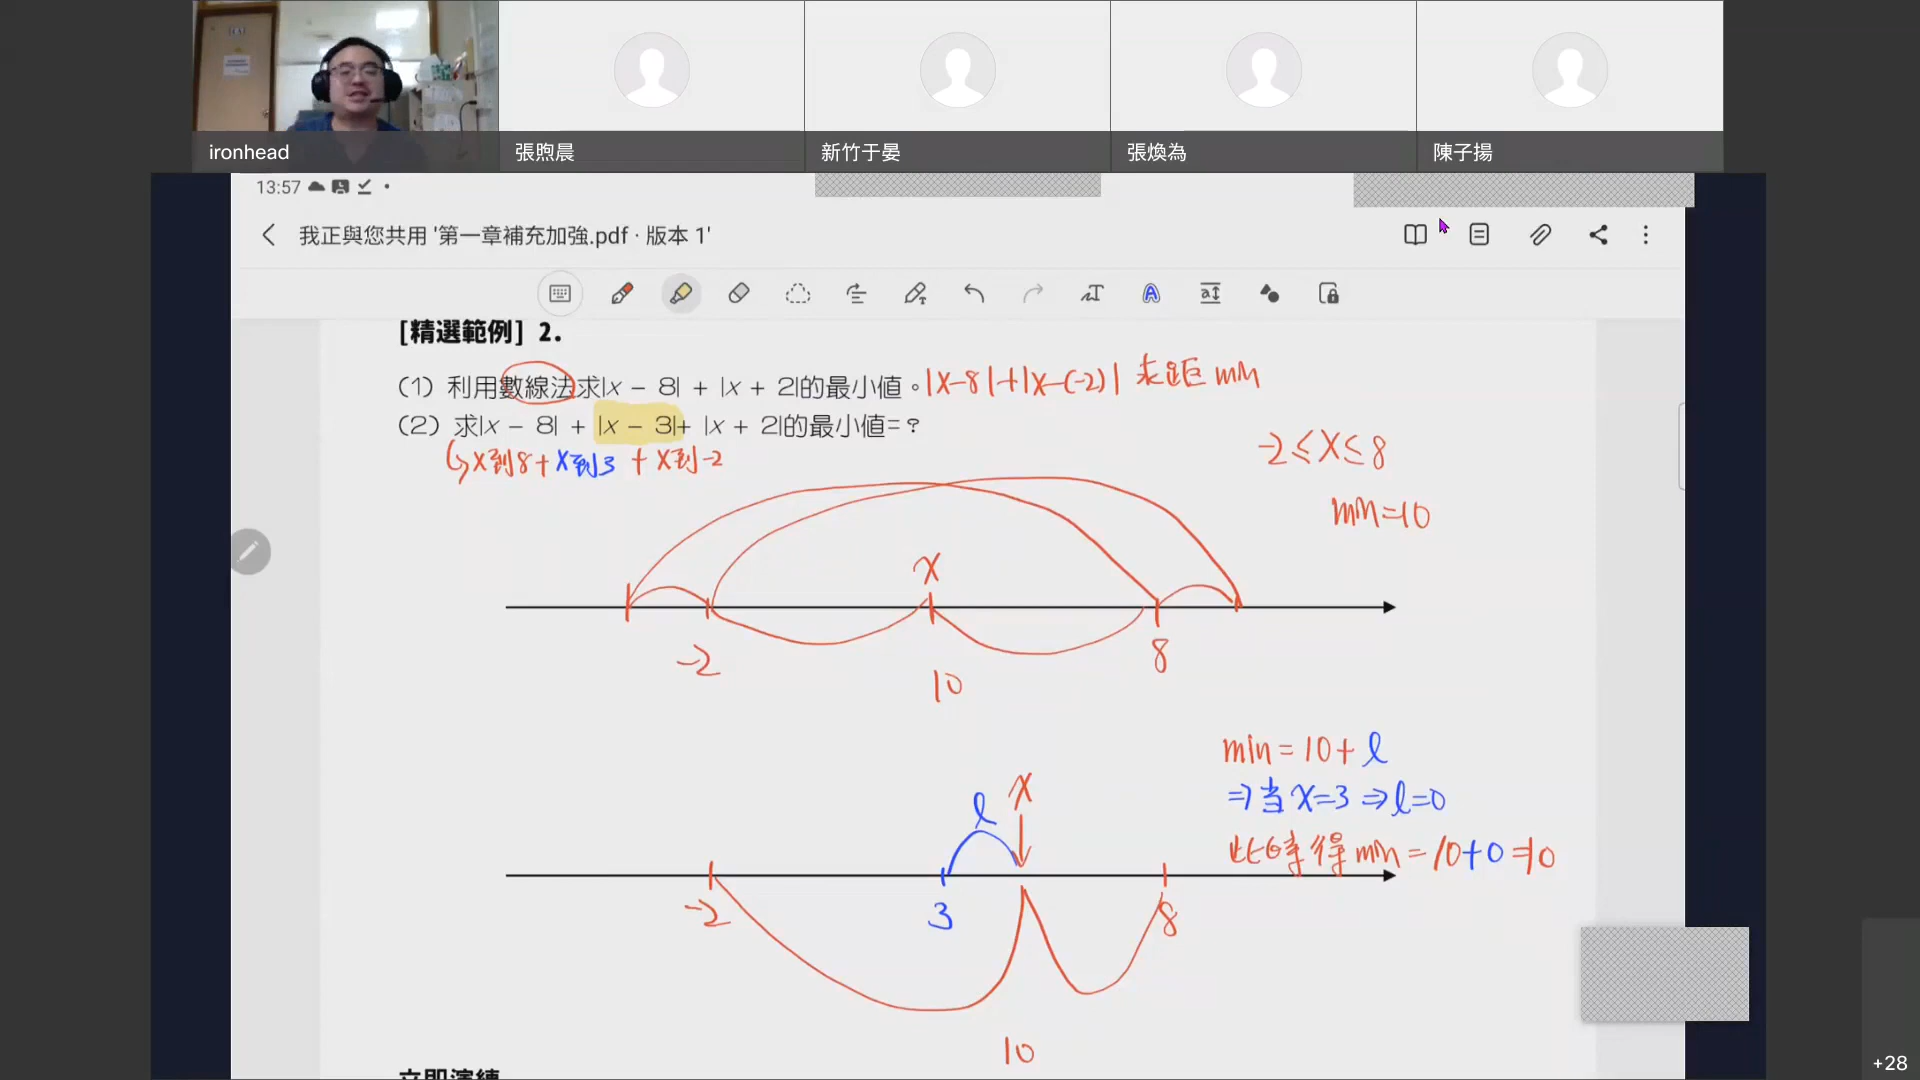 ironhead
張煦晨
新竹于晏
張煥為
陳子揚
13:57
我正與您共用 '第一章補充加強.pdf · 版本 1'
[精選範例] 2.
(1) 利用數線法求|x − 8| + |x + 2|的最小值。|x-8|+|x-(-2)| 求距 min
(2) 求|x − 8| + |x − 3|+ |x + 2|的最小值=?
↳x到8+x到3 + x到-2
-2≤x≤8
min=10
x
-2
8
10
min = 10+ l
l
x
⇒当 x=3 ⇒ l=0
此時得 min = 10+0=10
-2
3
8
10
立即演練
+28